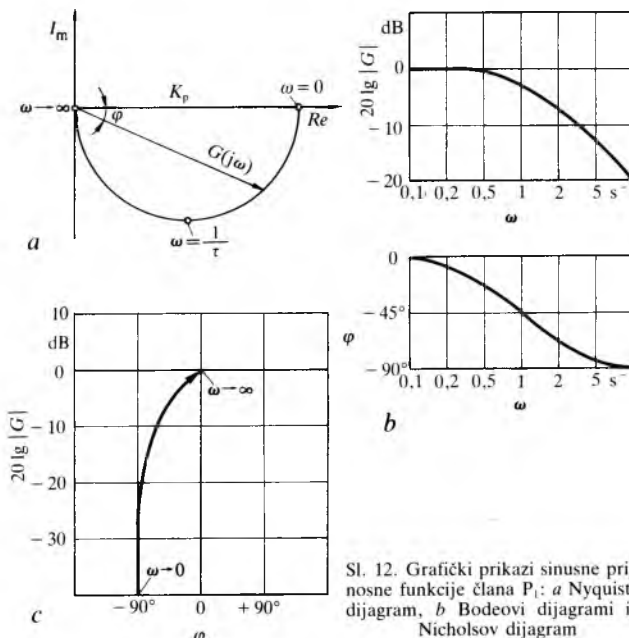 I_m
ω→∞
φ
K_p
ω=0
Re
G(jω)
ω=1/τ
a
dB
0
-10
-20
20 lg |G|
0,1 0,2 0,5 1 2 5 s⁻
ω
0
-45°
-90°
φ
0,1 0,2 0,5 1 2 5 s⁻
ω
b
10
dB
0
-10
-20
-30
20 lg |G|
ω→∞
ω→0
-90° 0 +90°
φ
c
Sl. 12. Grafički prikazi sinusne pri
nosne funkcije člana P₁: a Nyquist
dijagram, b Bodeovi dijagrami i
Nicholsov dijagram